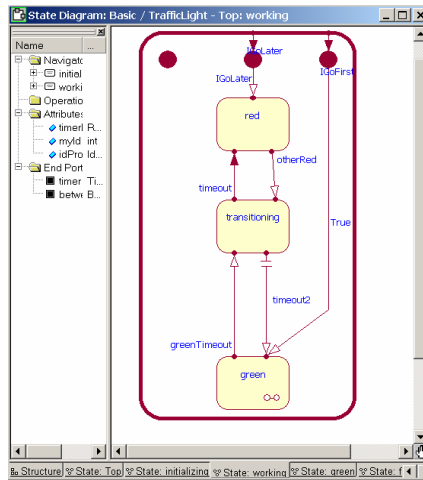 State Diagram: Basic / TrafficLight - Top: working
Name ...
Navigato
initial
worki
Operatio
Attributes
timerI R...
myId int
idPro Id...
End Port
timer Ti...
betwe B...
IGoLater
IGoFirst
IGoLater
red
otherRed
timeout
transitioning
True
timeout2
greenTimeout
green
Structure State: Top State: initializing State: working State: green State: f